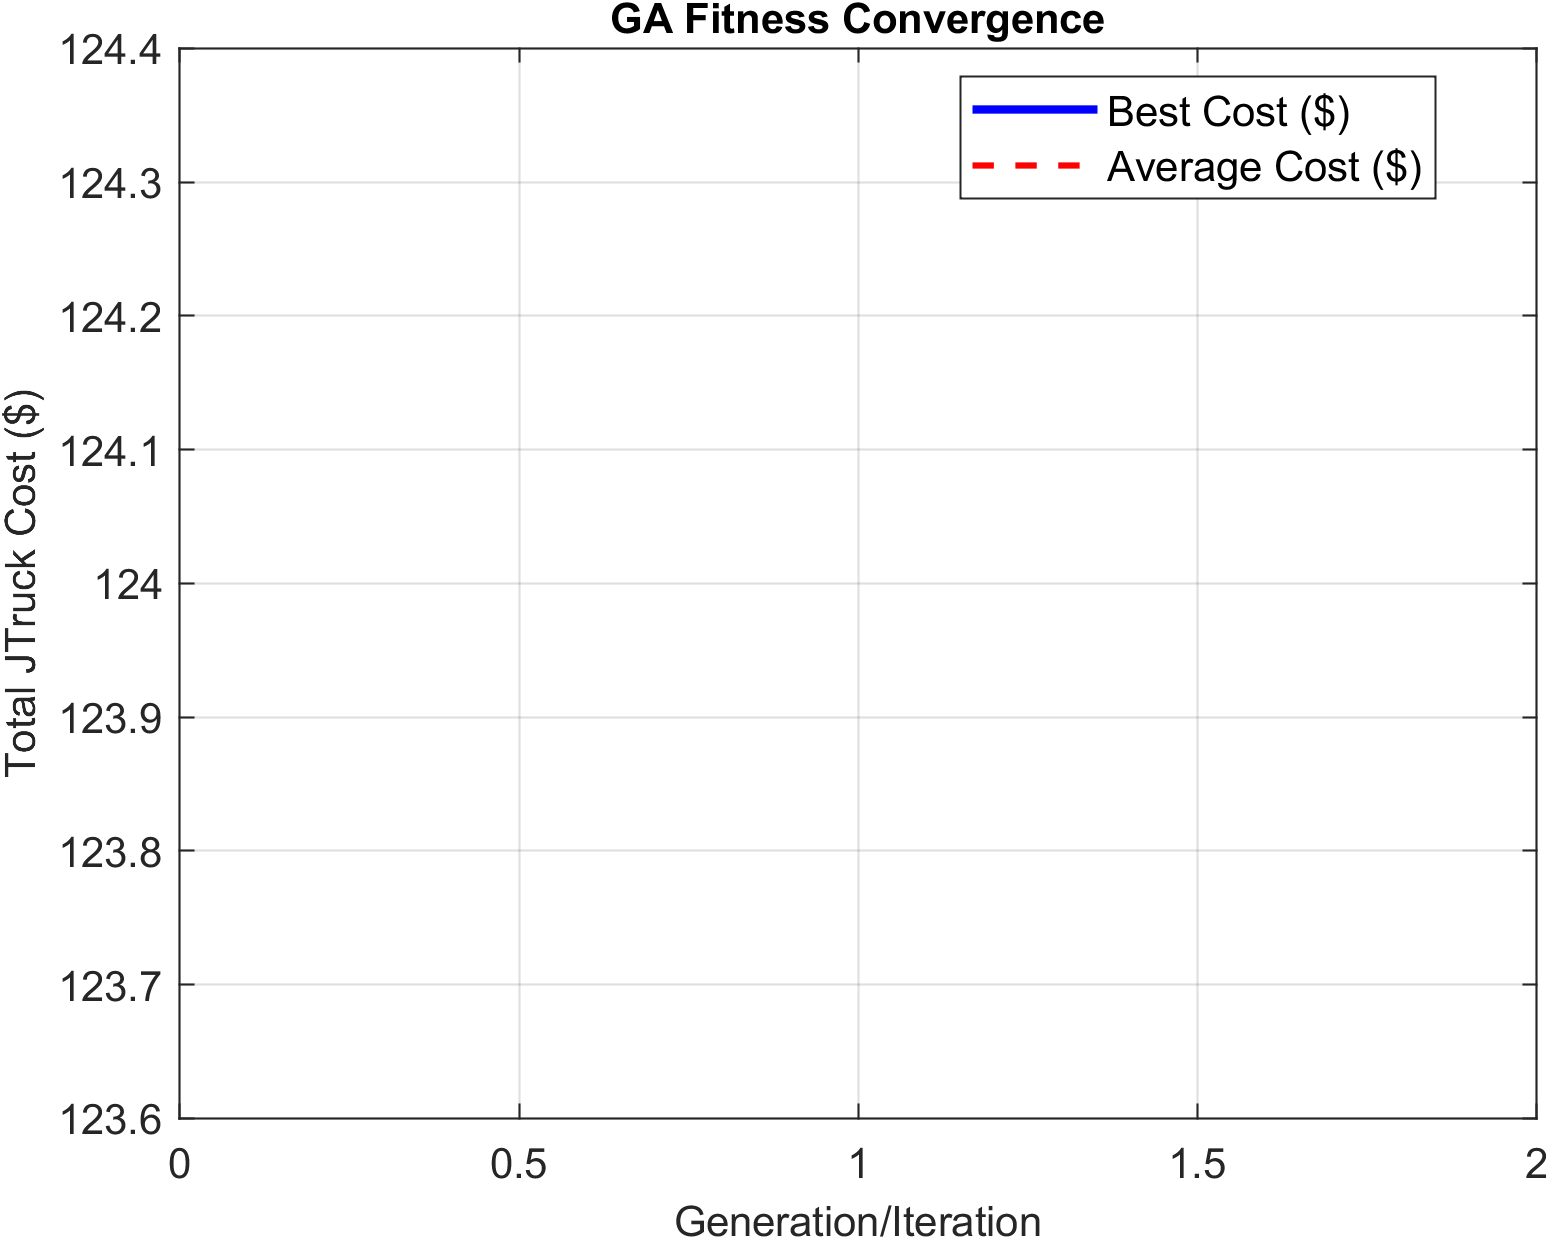 GA Fitness Convergence
124.4
124.3
124.2
124.1
124
123.9
123.8
123.7
123.6
Total JTruck Cost ($)
Best Cost ($)
Average Cost ($)
0 0.5 1 1.5 2
Generation/Iteration